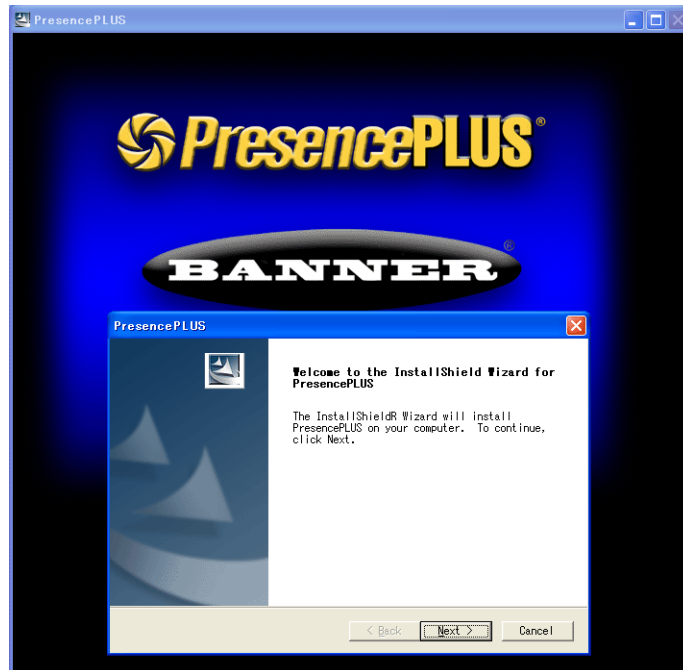 PresencePLUS
PresencePLUS®
BANNER®
PresencePLUS
Welcome to the InstallShield Wizard for
PresencePLUS
The InstallShieldR Wizard will install
PresencePLUS on your computer.  To continue,
click Next.
< Back
Next >
Cancel